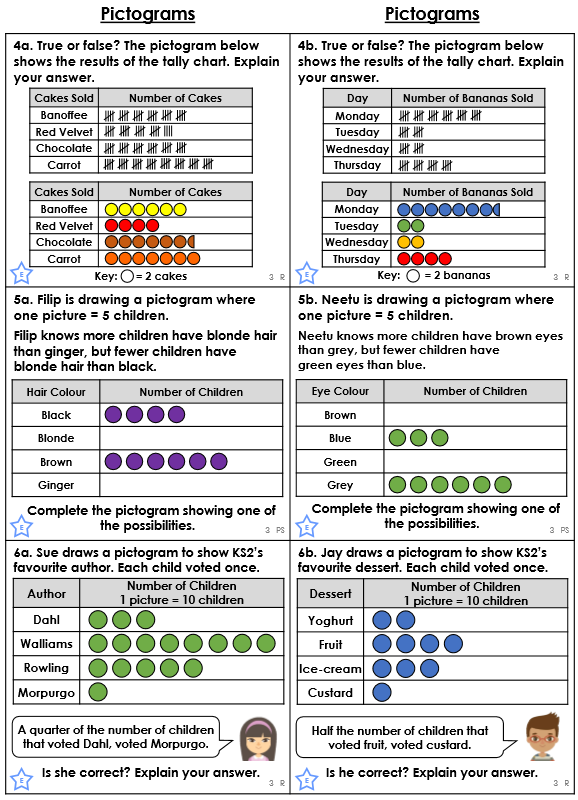 Pictograms
4a. True or false? The pictogram below
shows the results of the tally chart. Explain
your answer.
Cakes Sold Number of Cakes
Banoffee
Red Velvet
Chocolate
Carrot
Cakes Sold Number of Cakes
Banoffee
Red Velvet
Chocolate
Carrot
Key: = 2 cakes
E
3 R
Pictograms
4b. True or false? The pictogram below
shows the results of the tally chart. Explain
your answer.
Day Number of Bananas Sold
Monday
Tuesday
Wednesday
Thursday
Day Number of Bananas Sold
Monday
Tuesday
Wednesday
Thursday
Key: = 2 bananas
E
3 R
5a. Filip is drawing a pictogram where
one picture = 5 children.
Filip knows more children have blonde hair
than ginger, but fewer children have
blonde hair than black.
Hair Colour Number of Children
Black
Blonde
Brown
Ginger
Complete the pictogram showing one of
the possibilities.
E
3 PS
5b. Neetu is drawing a pictogram where
one picture = 5 children.
Neetu knows more children have brown eyes
than grey, but fewer children have
green eyes than blue.
Eye Colour Number of Children
Brown
Blue
Green
Grey
Complete the pictogram showing one of
the possibilities.
E
3 PS
6a. Sue draws a pictogram to show KS2's
favourite author. Each child voted once.
Author Number of Children
1 picture = 10 children
Dahl
Walliams
Rowling
Morpurgo
A quarter of the number of children
that voted Dahl, voted Morpurgo.
Is she correct? Explain your answer.
E
3 R
6b. Jay draws a pictogram to show KS2's
favourite dessert. Each child voted once.
Dessert Number of Children
1 picture = 10 children
Yoghurt
Fruit
Ice-cream
Custard
Half the number of children that
voted fruit, voted custard.
Is he correct? Explain your answer.
E
3 R